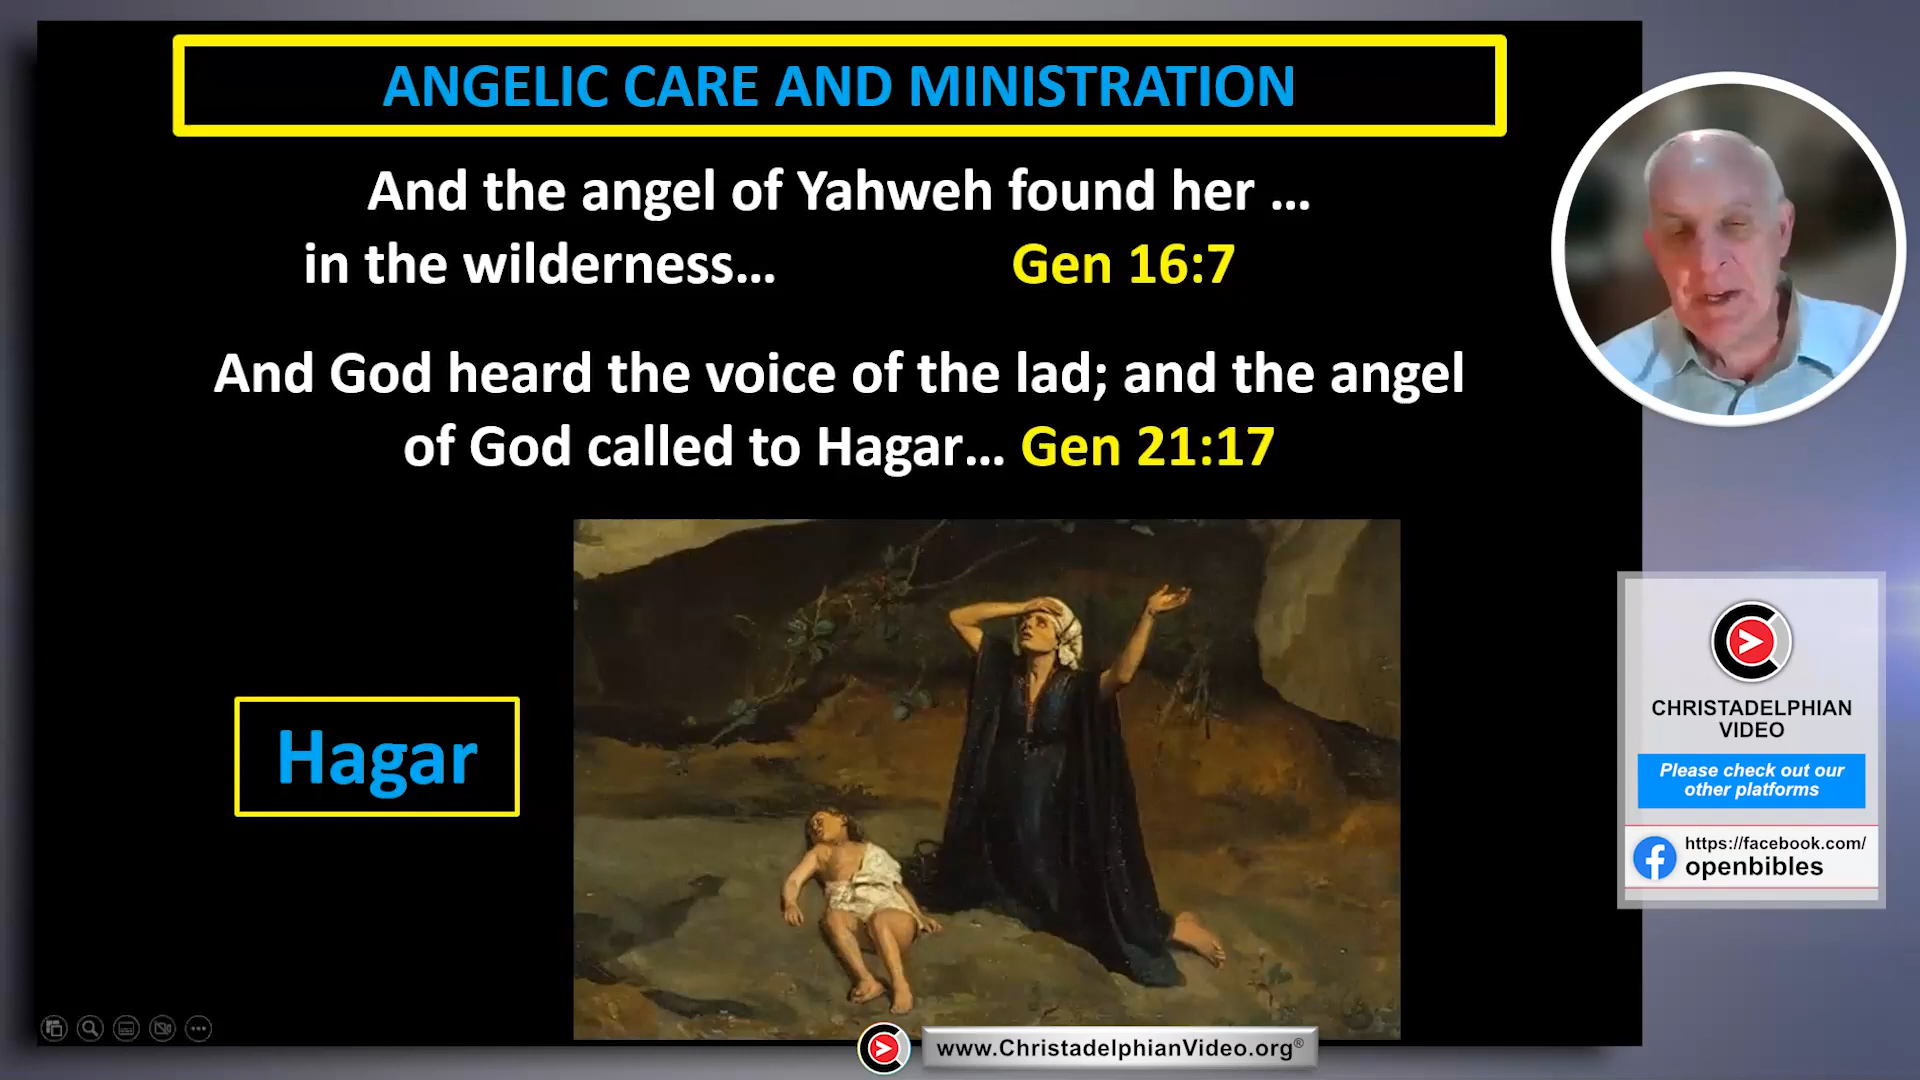 ANGELIC CARE AND MINISTRATION
And the angel of Yahweh found her ...
in the wilderness... Gen 16:7
And God heard the voice of the lad; and the angel
of God called to Hagar... Gen 21:17
Hagar
CHRISTADELPHIAN
VIDEO
Please check out our
other platforms
https://facebook.com/
openbibles
www.ChristadelphianVideo.org®